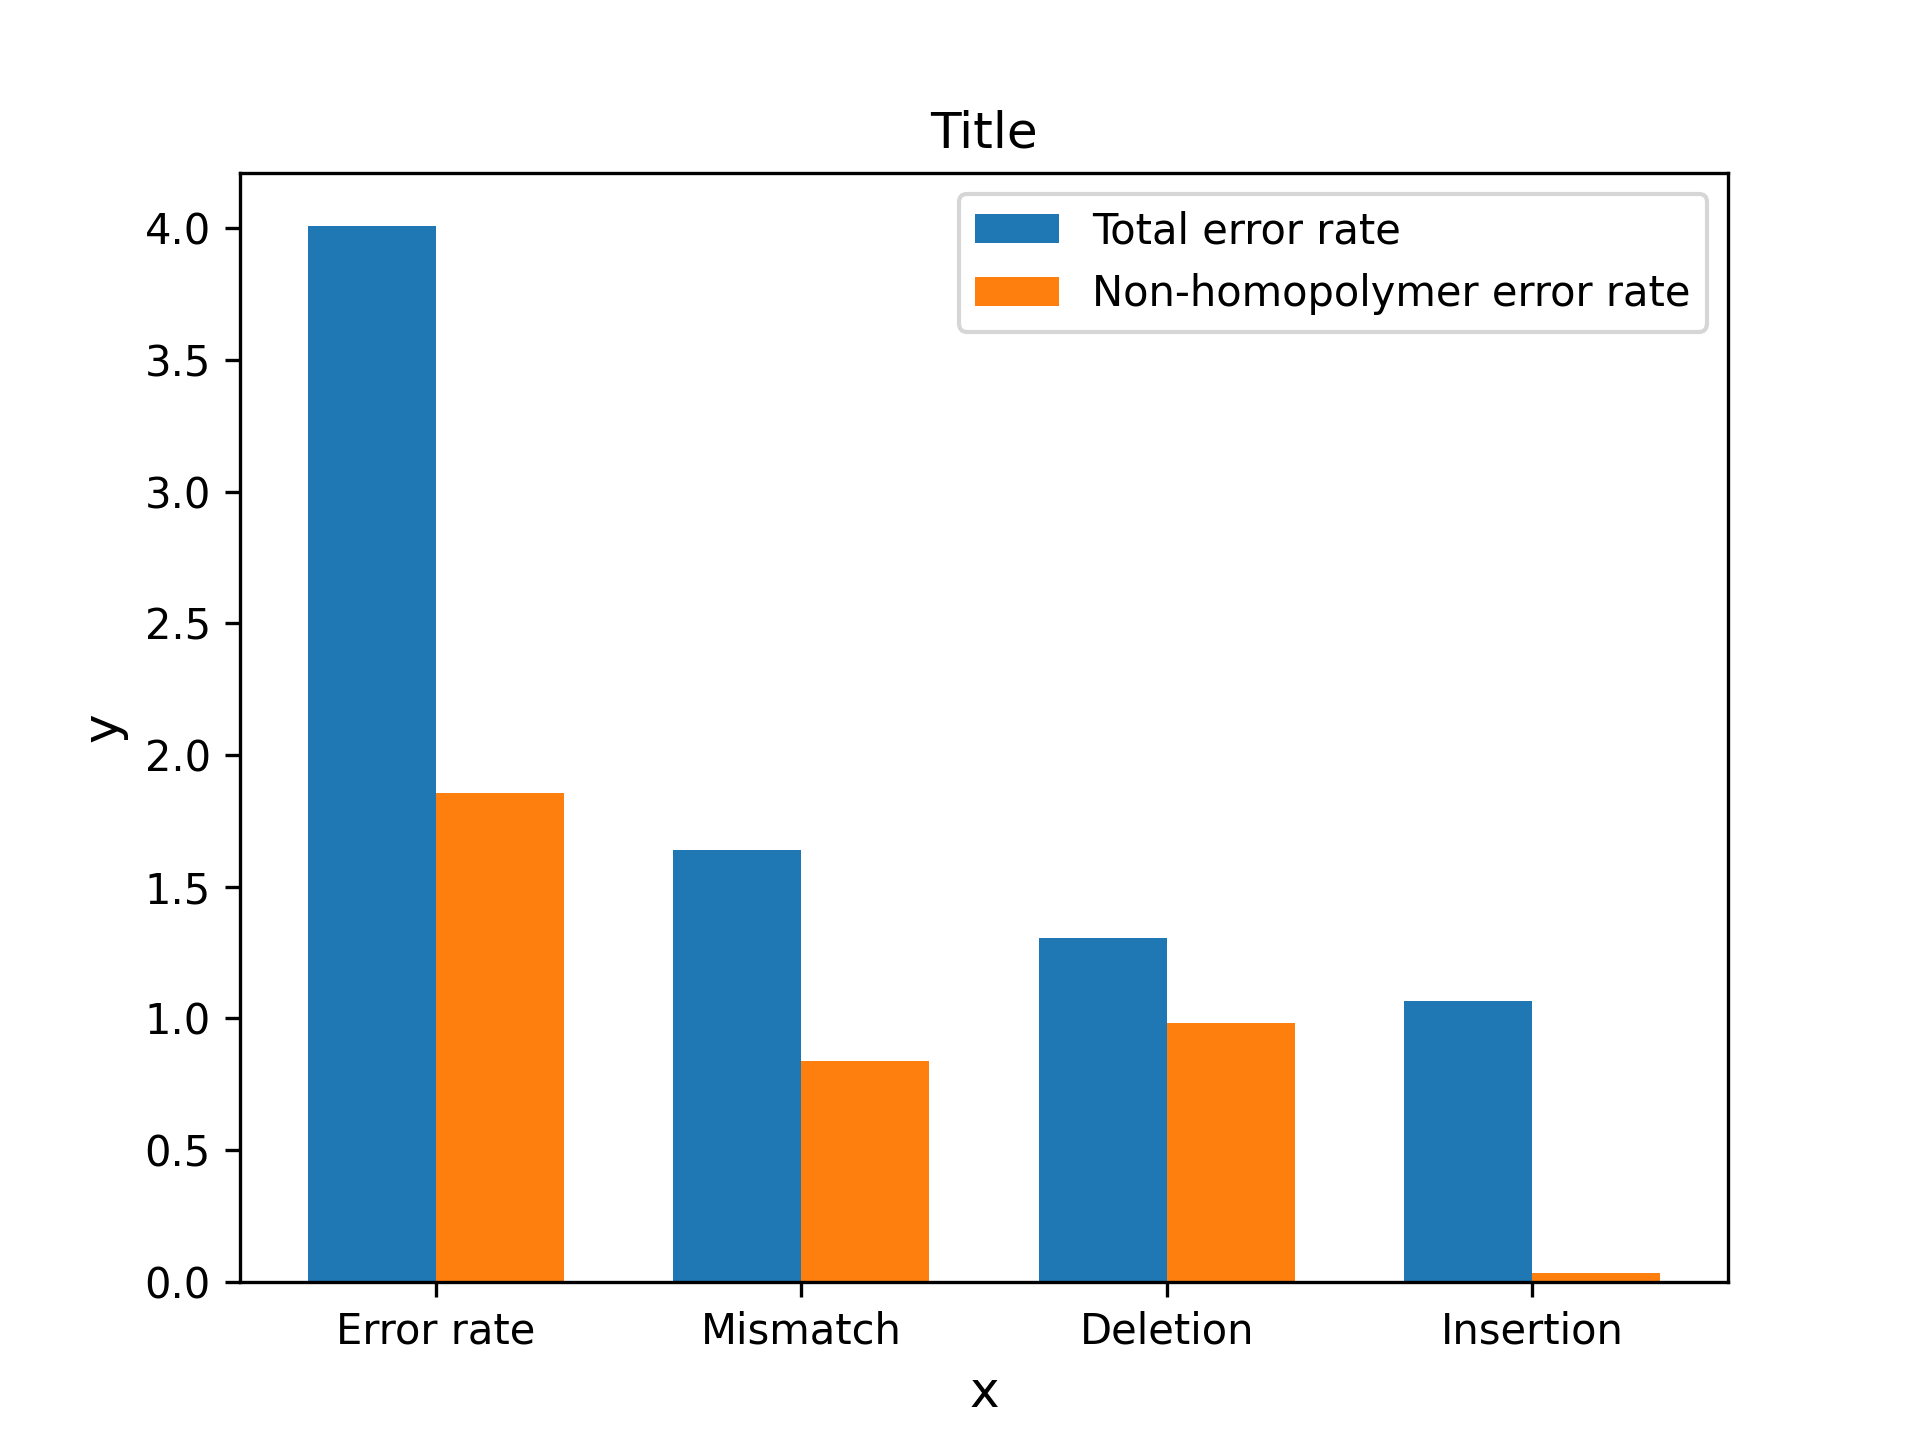 Title
Total error rate
Non-homopolymer error rate
4.0
3.5
3.0
2.5
2.0
1.5
1.0
0.5
0.0
y
Error rate
Mismatch
Deletion
Insertion
x